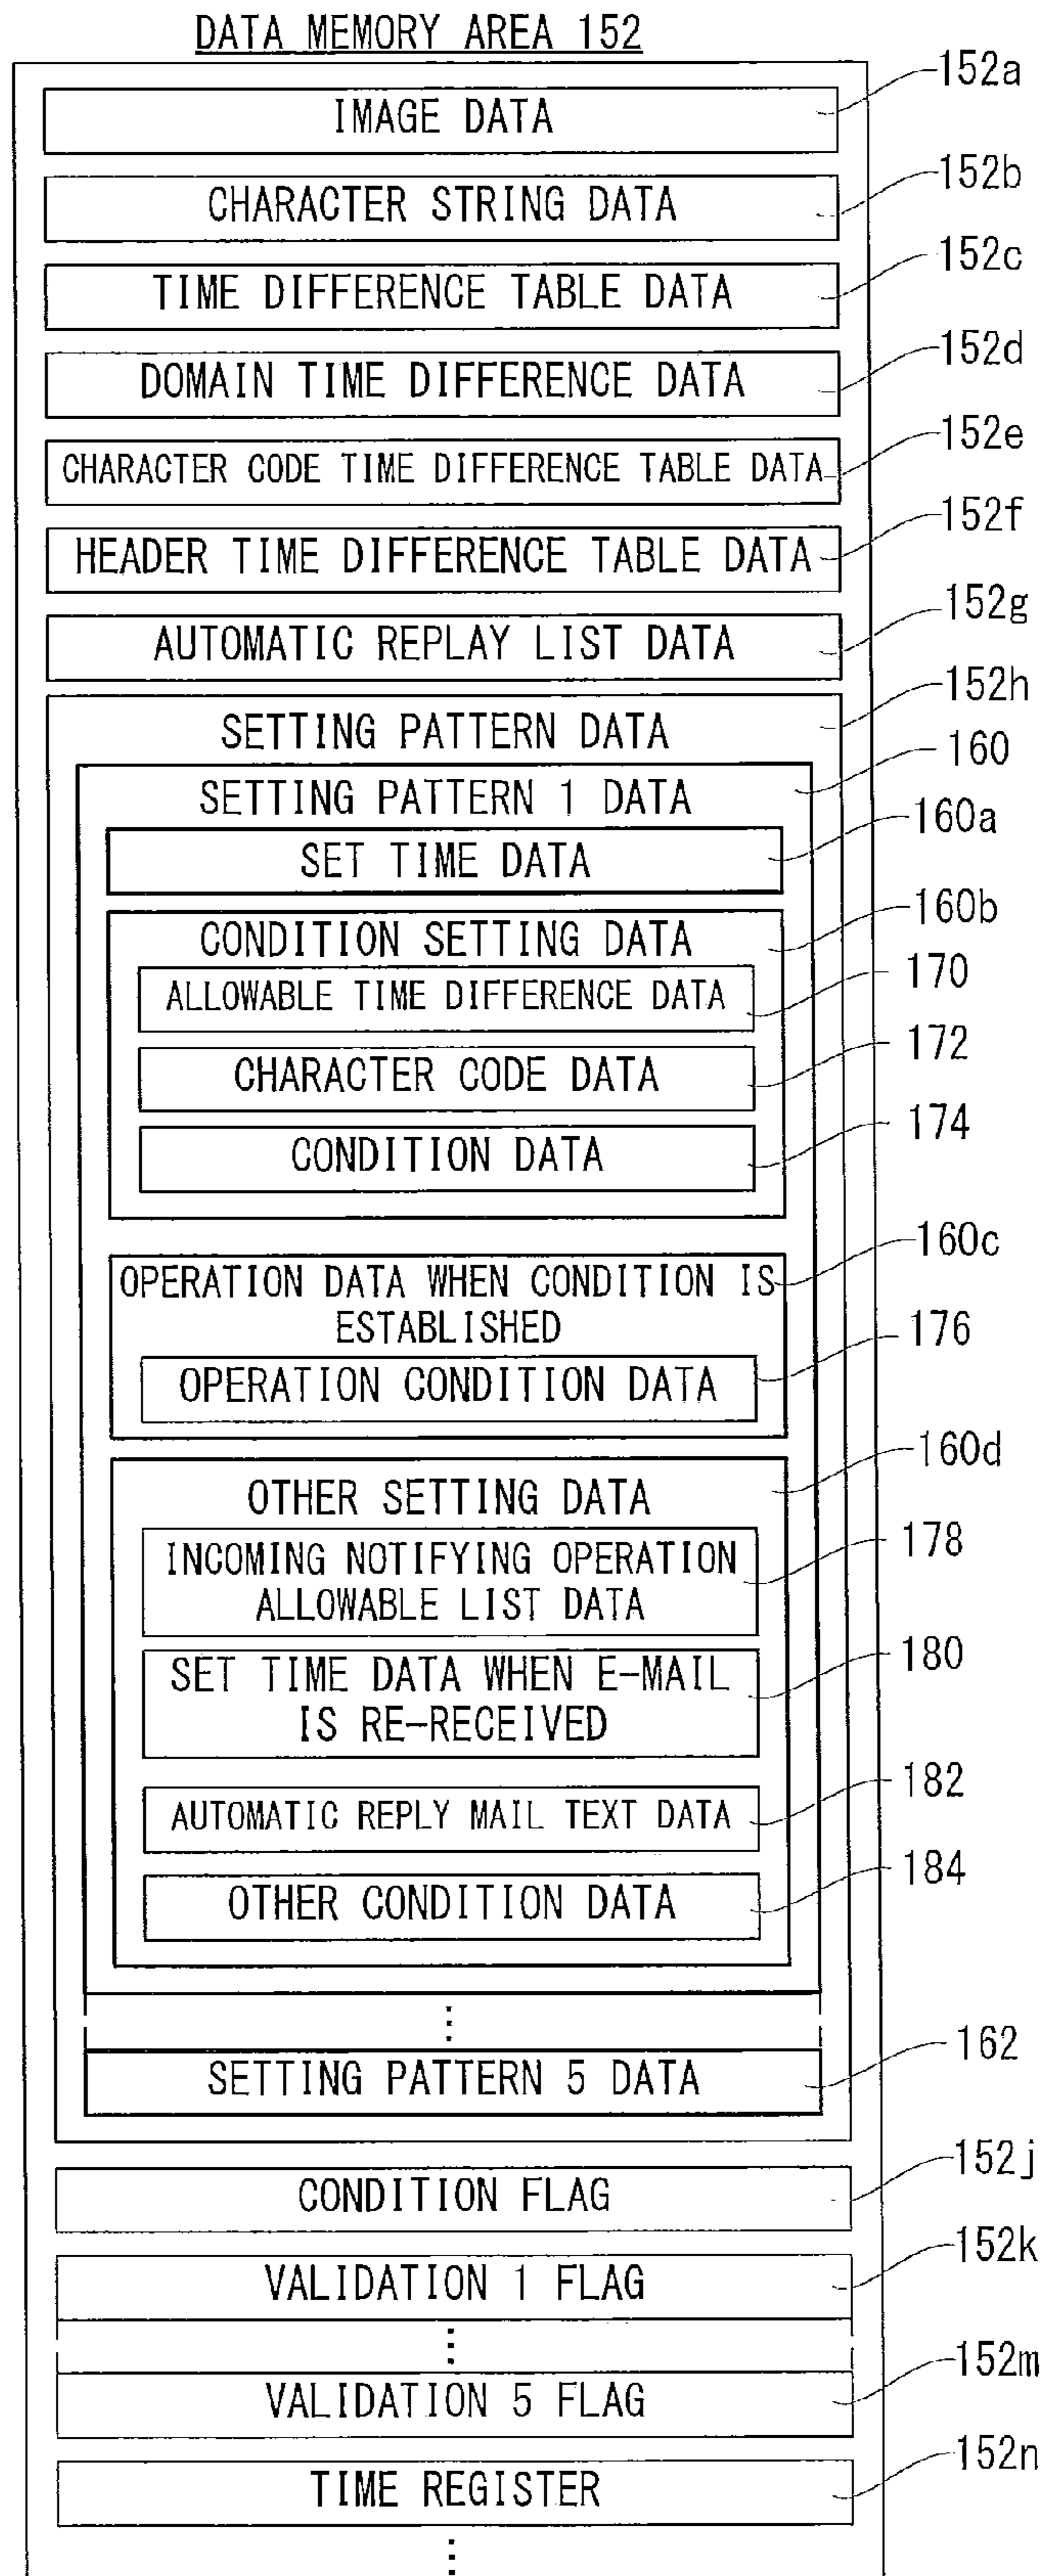 DATA MEMORY AREA 152
IMAGE DATA
152a
CHARACTER STRING DATA
152b
TIME DIFFERENCE TABLE DATA
152c
DOMAIN TIME DIFFERENCE DATA
152d
CHARACTER CODE TIME DIFFERENCE TABLE DATA
152e
HEADER TIME DIFFERENCE TABLE DATA
152f
AUTOMATIC REPLAY LIST DATA
152g
SETTING PATTERN DATA
152h
SETTING PATTERN 1 DATA
160
SET TIME DATA
160a
CONDITION SETTING DATA
160b
ALLOWABLE TIME DIFFERENCE DATA
170
CHARACTER CODE DATA
172
CONDITION DATA
174
OPERATION DATA WHEN CONDITION IS
ESTABLISHED
160c
OPERATION CONDITION DATA
176
OTHER SETTING DATA
160d
INCOMING NOTIFYING OPERATION
ALLOWABLE LIST DATA
178
SET TIME DATA WHEN E-MAIL
IS RE-RECEIVED
180
AUTOMATIC REPLY MAIL TEXT DATA
182
OTHER CONDITION DATA
184
SETTING PATTERN 5 DATA
162
CONDITION FLAG
152j
VALIDATION 1 FLAG
152k
VALIDATION 5 FLAG
152m
TIME REGISTER
152n